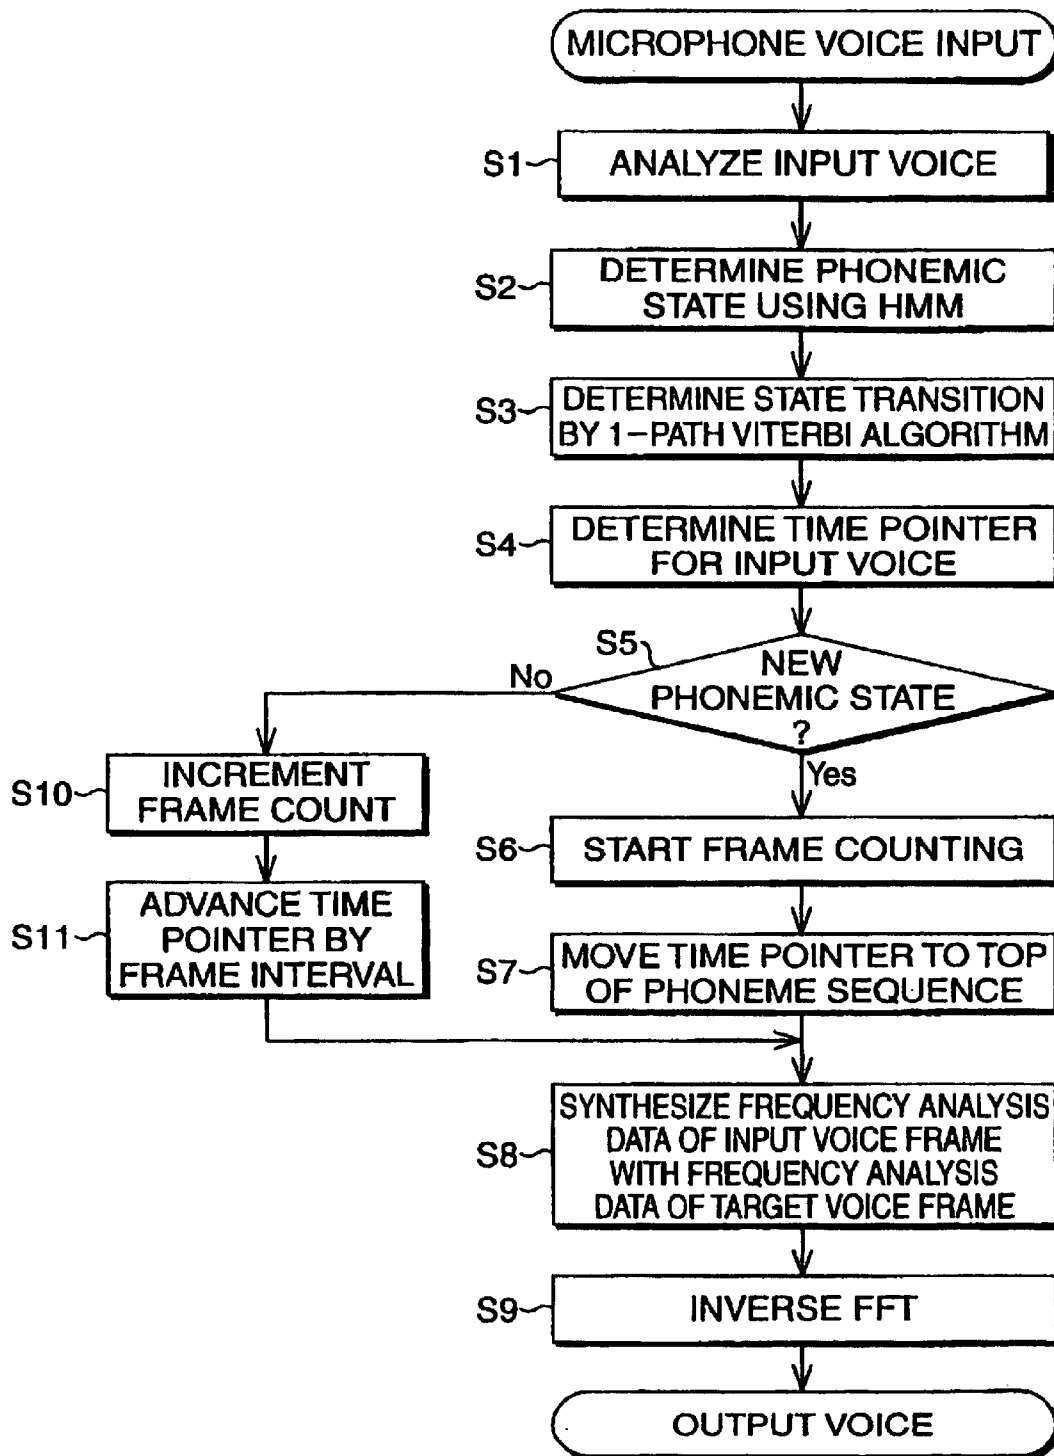 MICROPHONE VOICE INPUT
S1
ANALYZE INPUT VOICE
S2
DETERMINE PHONEMIC
STATE USING HMM
S3
DETERMINE STATE TRANSITION
BY 1-PATH VITERBI ALGORITHM
S4
DETERMINE TIME POINTER
FOR INPUT VOICE
S5
NEW
PHONEMIC STATE
?
No
Yes
S10
INCREMENT
FRAME COUNT
S11
ADVANCE TIME
POINTER BY
FRAME INTERVAL
S6
START FRAME COUNTING
S7
MOVE TIME POINTER TO TOP
OF PHONEME SEQUENCE
S8
SYNTHESIZE FREQUENCY ANALYSIS
DATA OF INPUT VOICE FRAME
WITH FREQUENCY ANALYSIS
DATA OF TARGET VOICE FRAME
S9
INVERSE FFT
OUTPUT VOICE